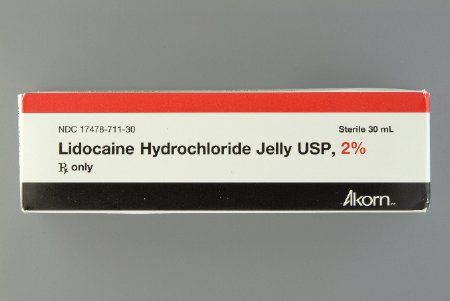 NDC 17478-711-30
Sterile 30 mL
Lidocaine Hydrochloride Jelly USP, 2%
℞ only
Akorn